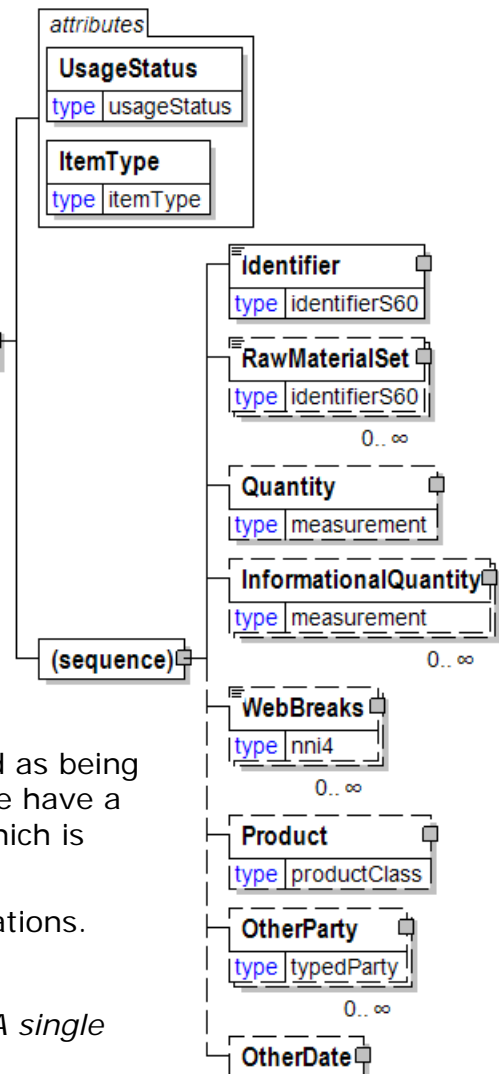 attributes
UsageStatus
type usageStatus
ItemType
type itemType
Identifier
type identifierS60
RawMaterialSet
type identifierS60
0.. ∞
Quantity
type measurement
InformationalQuantity
type measurement
0.. ∞
(sequence)
WebBreaks
type nni4
0.. ∞
Product
type productClass
OtherParty
type typedParty
0.. ∞
OtherDate
d as being
e have a
hich is
ations.
A single